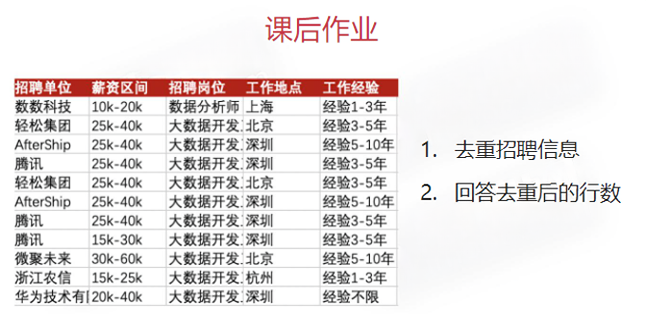 课后作业
招聘单位 薪资区间 招聘岗位 工作地点 工作经验
数数科技 10k-20k 数据分析师 上海 经验1-3年
轻松集团 25k-40k 大数据开发 北京 经验3-5年
AfterShip 25k-40k 大数据开发 深圳 经验5-10年
腾讯 25k-40k 大数据开发 深圳 经验3-5年
轻松集团 25k-40k 大数据开发 北京 经验3-5年
AfterShip 25k-40k 大数据开发 深圳 经验5-10年
腾讯 25k-40k 大数据开发 深圳 经验3-5年
腾讯 15k-30k 大数据开发 深圳 经验3-5年
微聚未来 30k-60k 大数据开发 北京 经验5-10年
浙江农信 15k-25k 大数据开发 杭州 经验1-3年
华为技术有 20k-40k 大数据开发 深圳 经验不限
1. 去重招聘信息
2. 回答去重后的行数